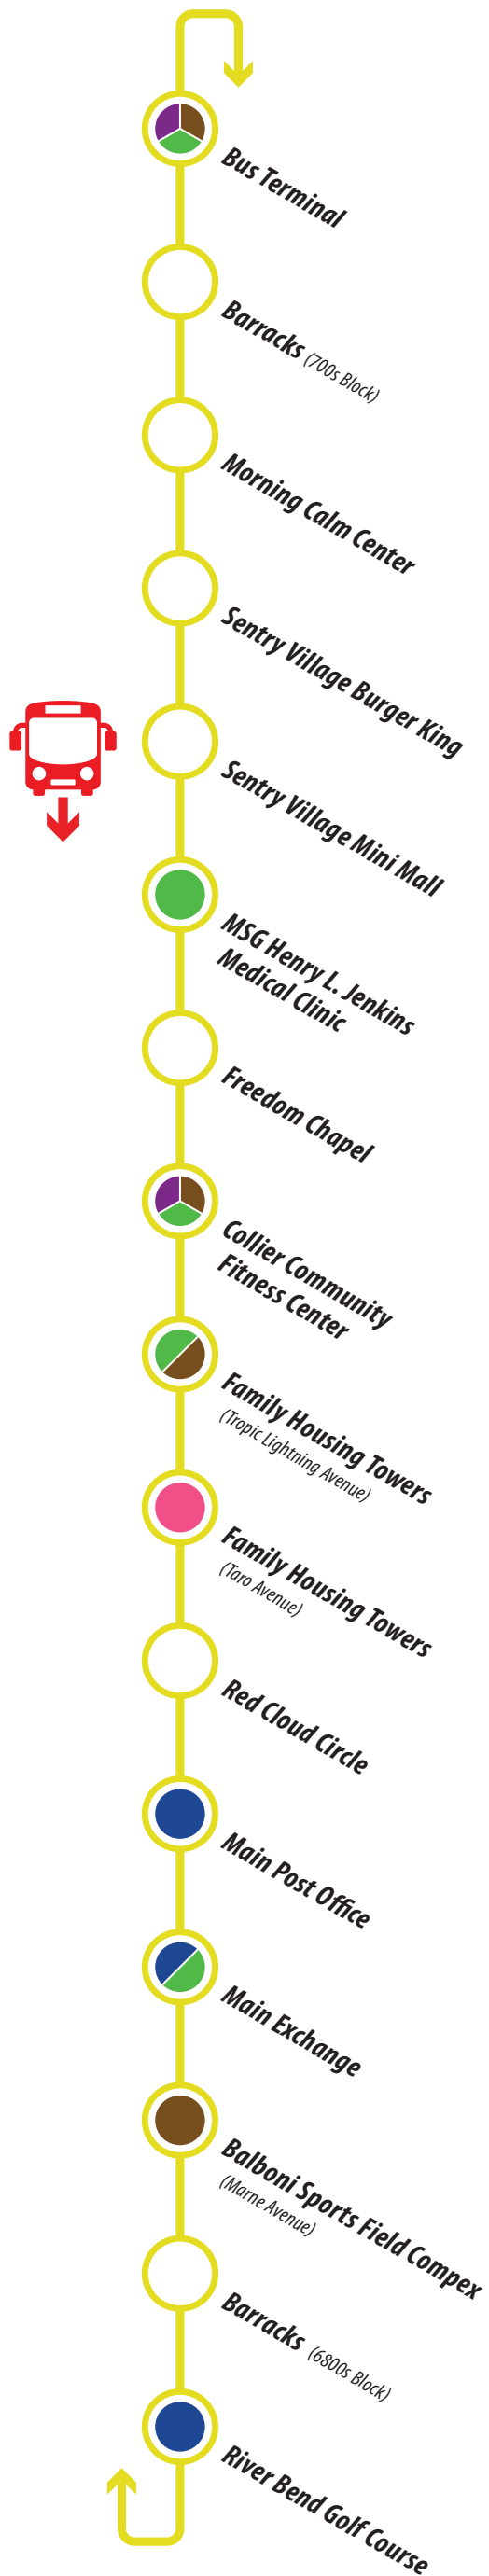 Bus Terminal
Barracks (700s Block)
Morning Calm Center
Sentry Village Burger King
Sentry Village Mini Mall
MSG Henry L. Jenkins
Medical Clinic
Freedom Chapel
Collier Community
Fitness Center
Family Housing Towers
(Tropic Lightning Avenue)
Family Housing Towers
(Taro Avenue)
Red Cloud Circle
Main Post Office
Main Exchange
Balboni Sports Field Compex
(Marne Avenue)
Barracks (6800s Block)
River Bend Golf Course